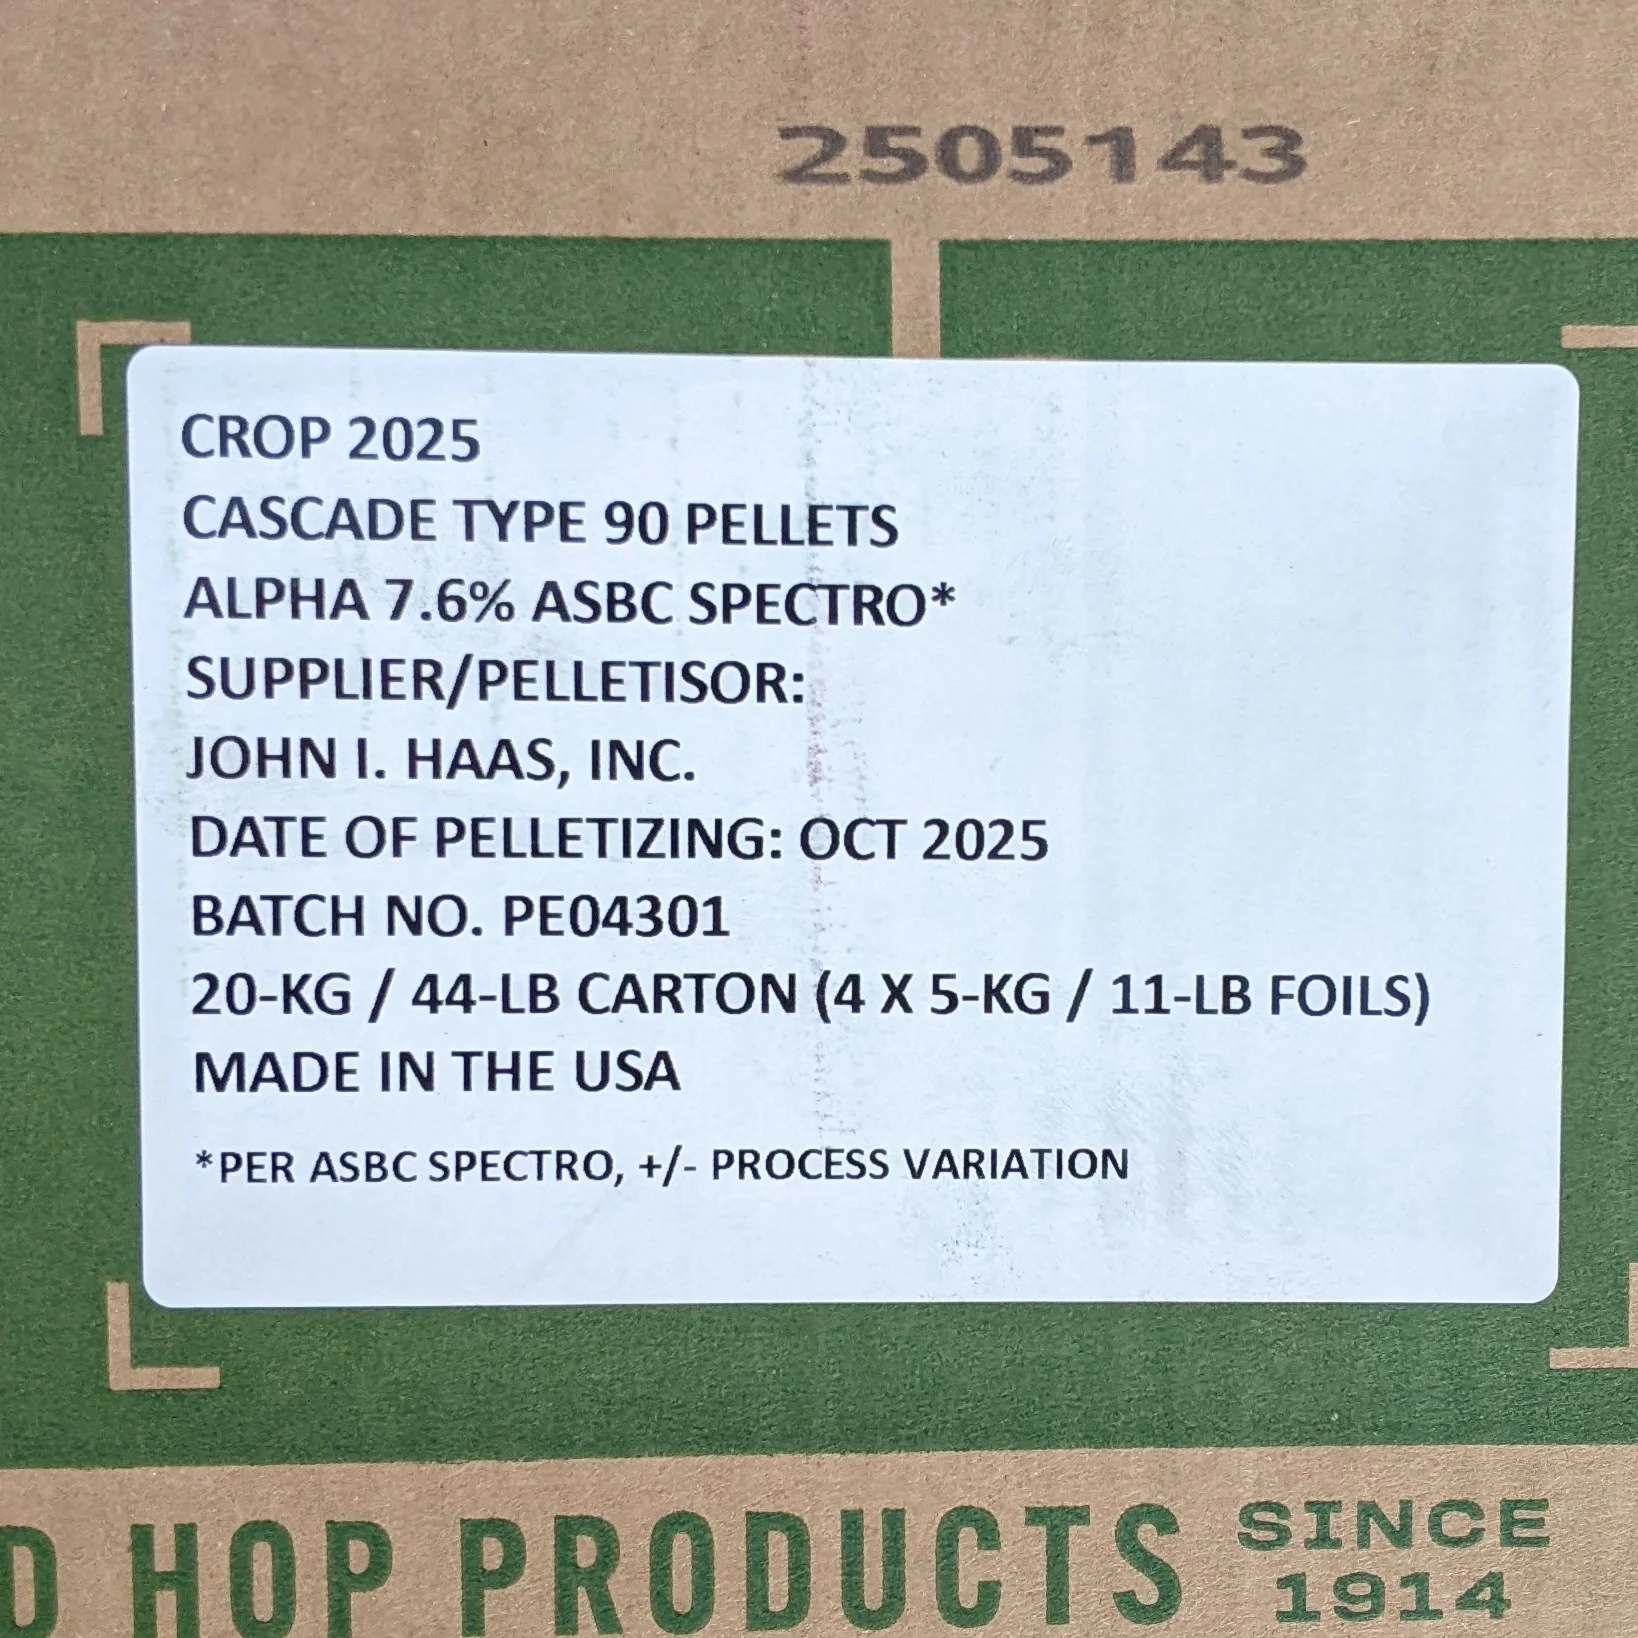 2505143
CROP 2025
CASCADE TYPE 90 PELLETS
ALPHA 7.6% ASBC SPECTRO*
SUPPLIER/PELLETISOR:
JOHN I. HAAS, INC.
DATE OF PELLETIZING: OCT 2025
BATCH NO. PE04301
20-KG / 44-LB CARTON (4 X 5-KG / 11-LB FOILS)
MADE IN THE USA
*PER ASBC SPECTRO, +/- PROCESS VARIATION
HOP PRODUCTS
SINCE
1914